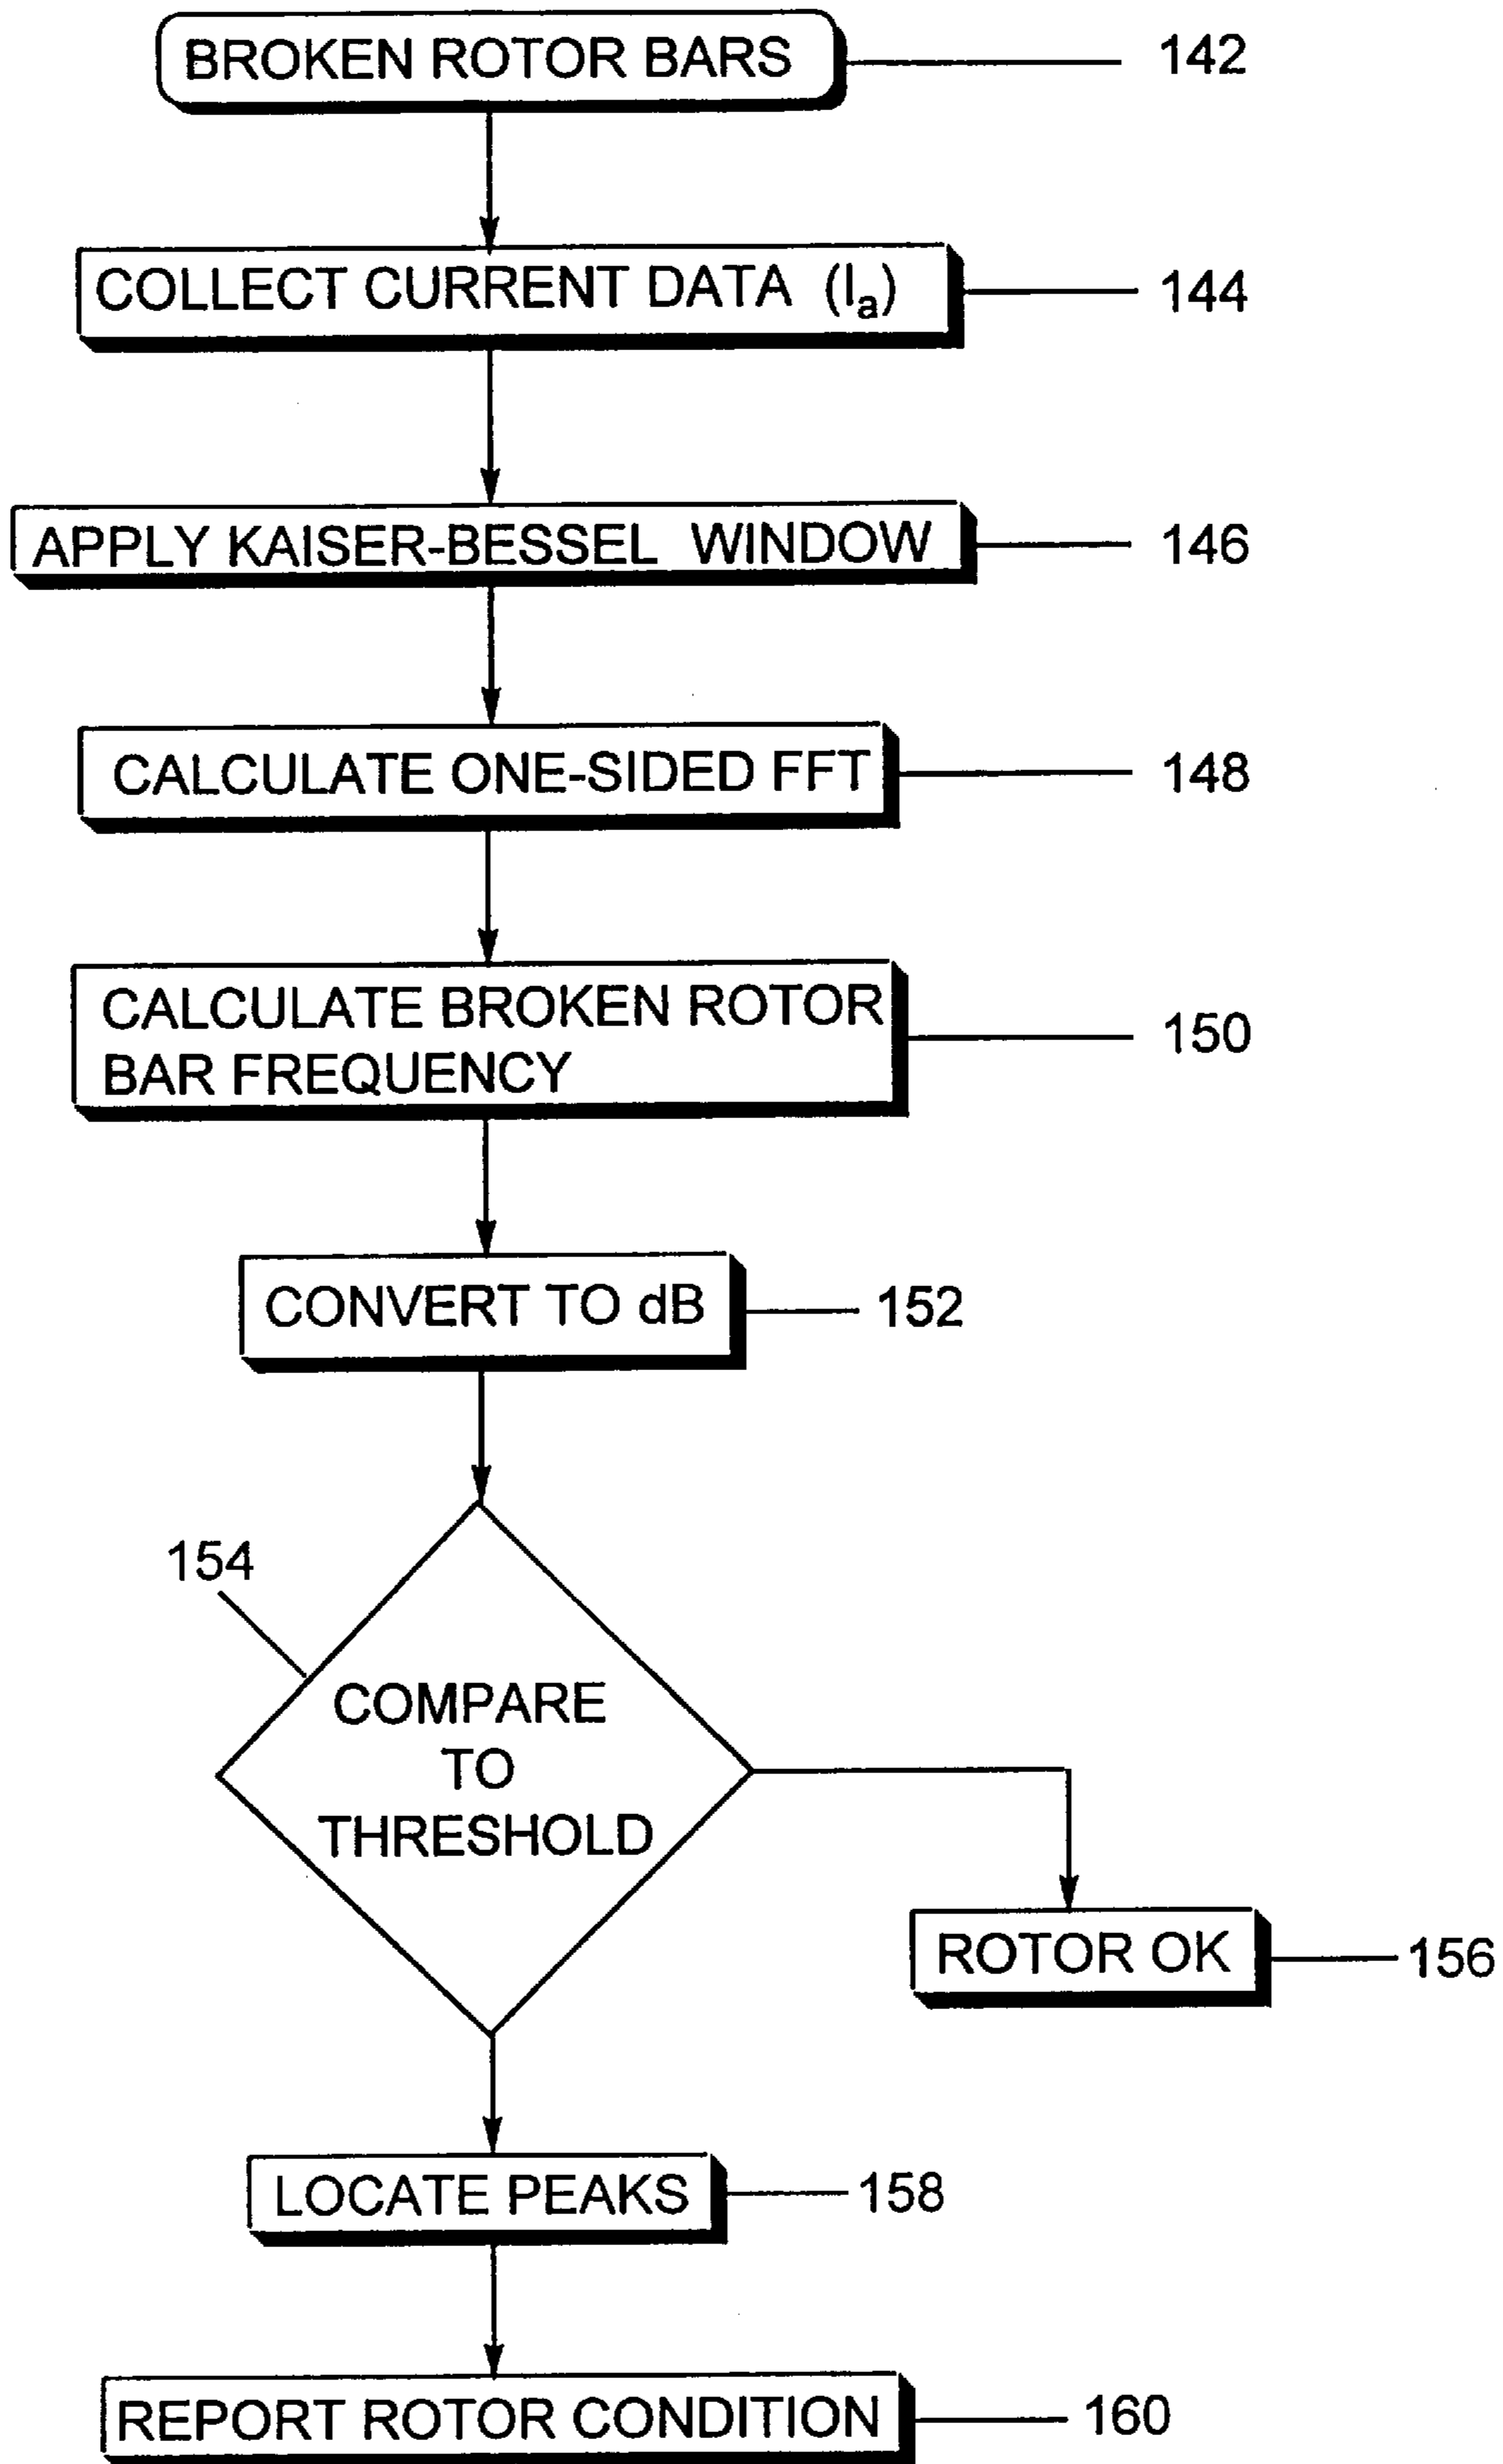 BROKEN ROTOR BARS 142
COLLECT CURRENT DATA (Ia) 144
APPLY KAISER-BESSEL WINDOW 146
CALCULATE ONE-SIDED FFT 148
CALCULATE BROKEN ROTOR
BAR FREQUENCY
150
CONVERT TO dB 152
154
COMPARE
TO
THRESHOLD
ROTOR OK 156
LOCATE PEAKS 158
REPORT ROTOR CONDITION 160